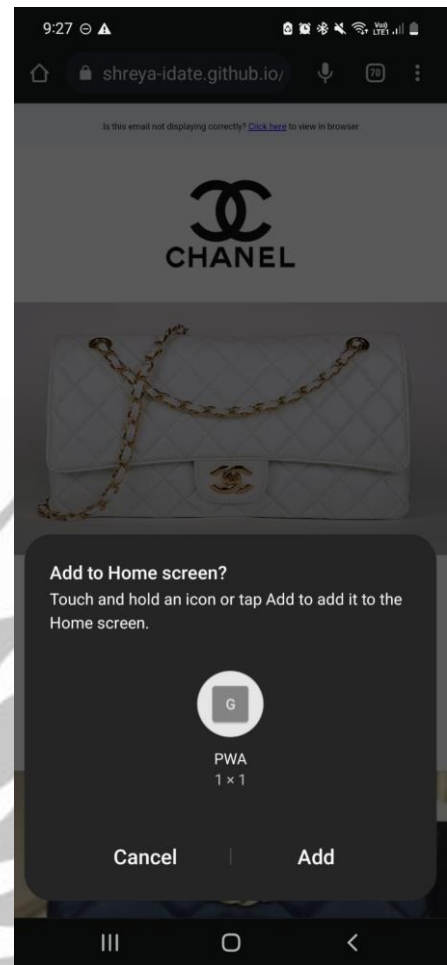 9:27
Vo))
LTE1
shreya-idate.github.io/
70
Is this email not displaying correctly? Click here to view in browser
CHANEL
Add to Home screen?
Touch and hold an icon or tap Add to add it to the
Home screen.
G
PWA
1 × 1
Cancel
Add